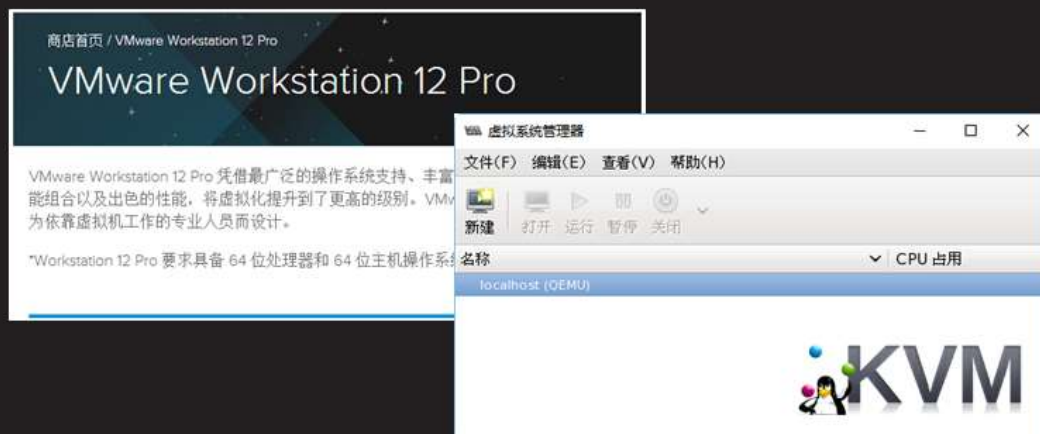 商店首页 / VMware Workstation 12 Pro
VMware Workstation 12 Pro
VMware Workstation 12 Pro 凭借最广泛的操作系统支持、丰富
能组合以及出色的性能，将虚拟化提升到了更高的级别。VMw
为依靠虚拟机工作的专业人员而设计。
*Workstation 12 Pro 要求具备 64 位处理器和 64 位主机操作系统
虚拟系统管理器
文件(F) 编辑(E) 查看(V) 帮助(H)
新建 打开 运行 暂停 关闭
名称 CPU 占用
localhost (QEMU)
KVM